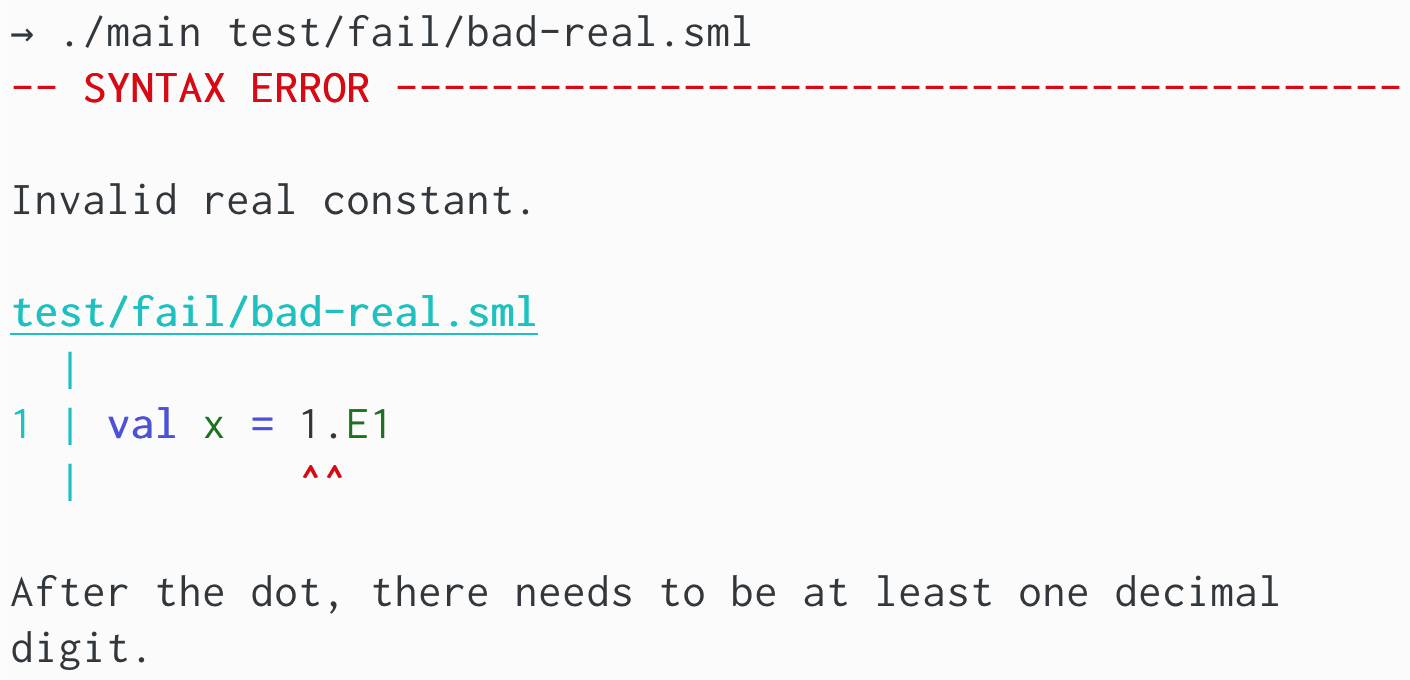 → ./main test/fail/bad-real.sml
-- SYNTAX ERROR ------------------------------------------
Invalid real constant.
test/fail/bad-real.sml
  |
1 | val x = 1.E1
  |         ^^
After the dot, there needs to be at least one decimal
digit.